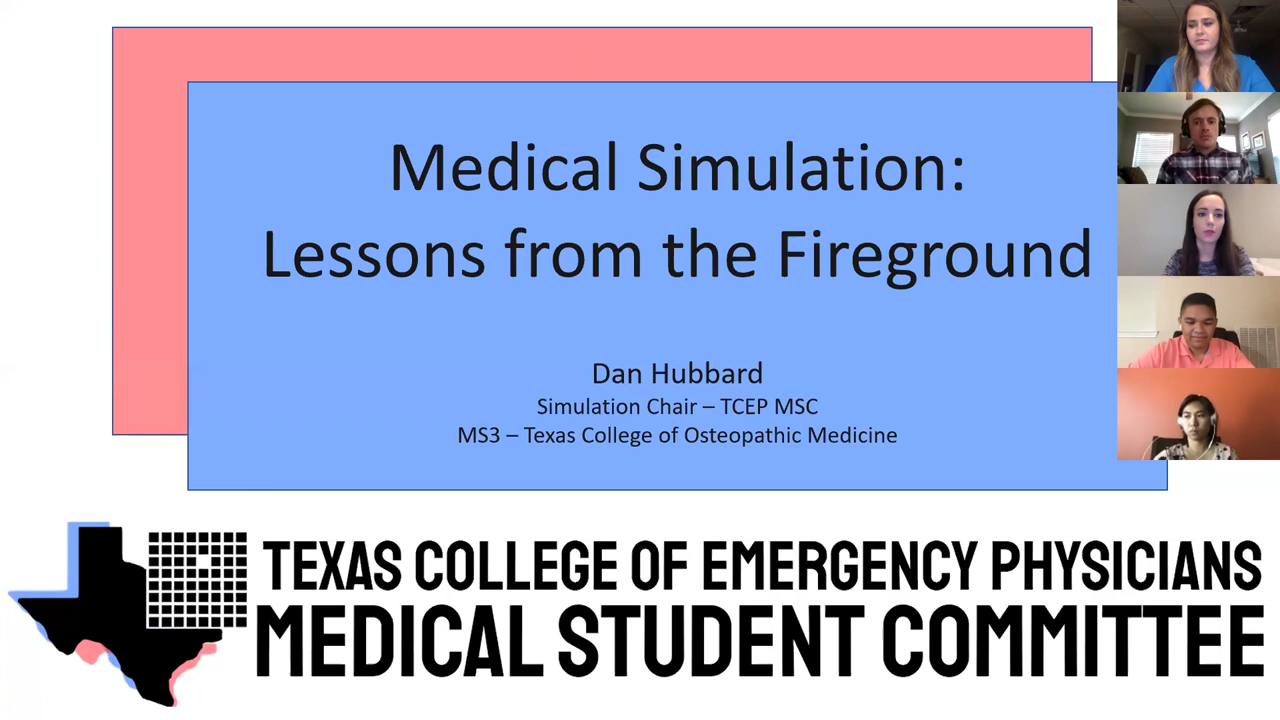 Medical Simulation:
Lessons from the Fireground
Dan Hubbard
Simulation Chair – TCEP MSC
MS3 – Texas College of Osteopathic Medicine
TEXAS COLLEGE OF EMERGENCY PHYSICIANS
MEDICAL STUDENT COMMITTEE